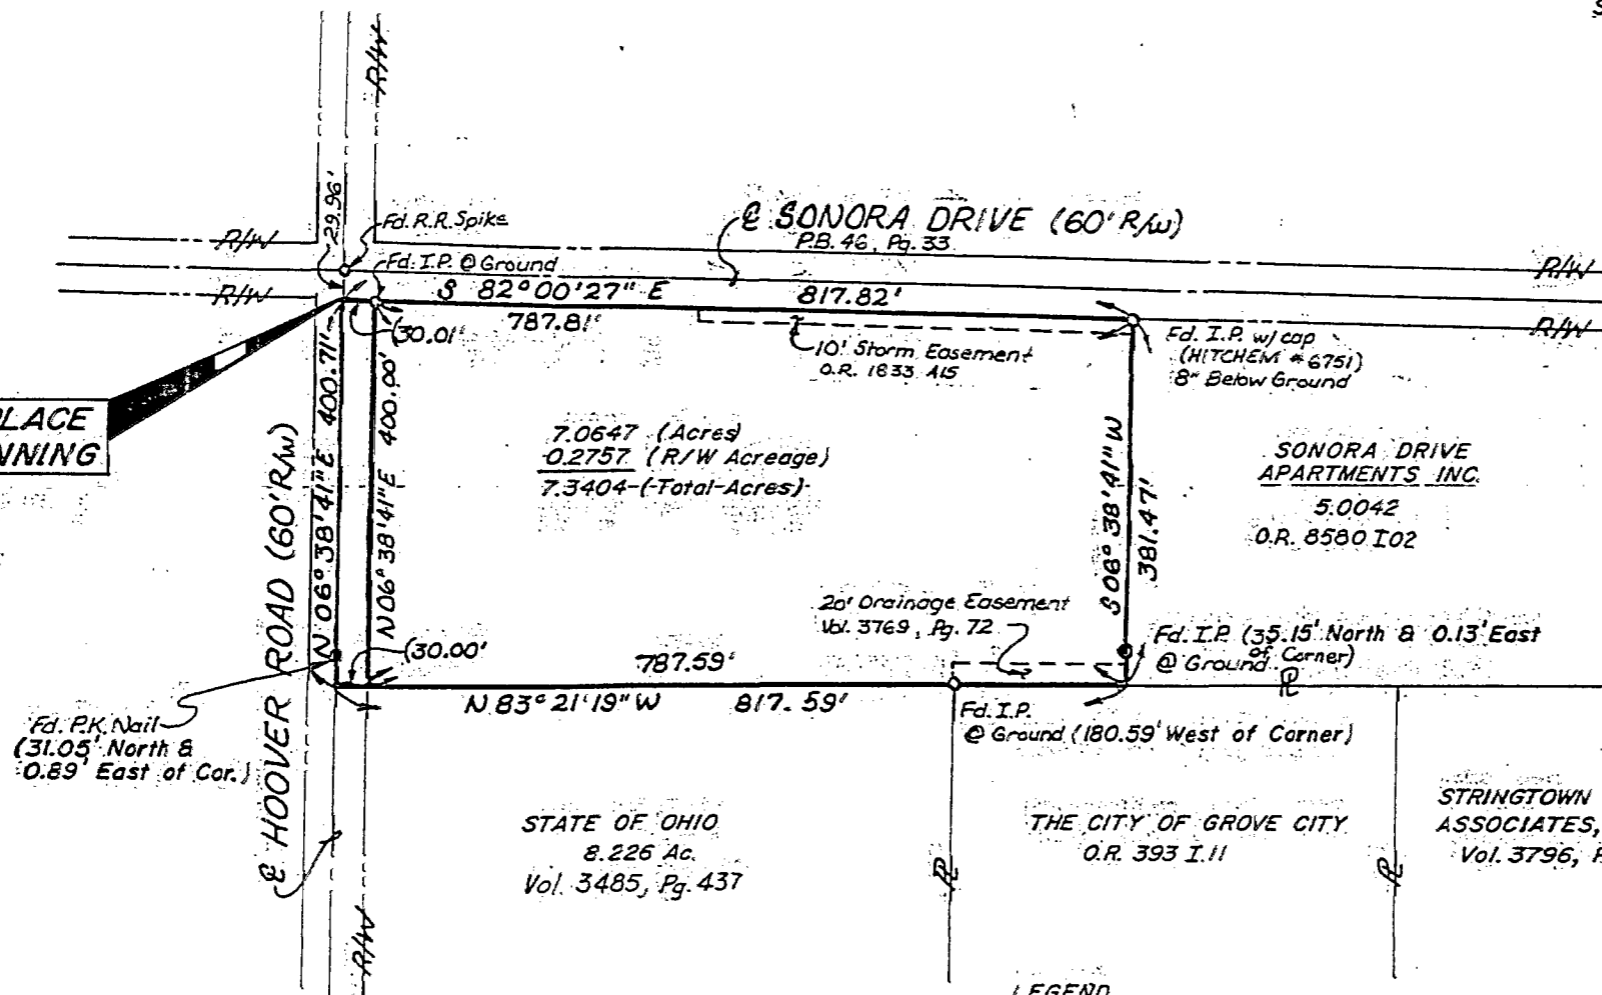 R/W
29.96'
Fd. R.R. Spike
℄ SONORA DRIVE (60' R/W)
P.B. 46, Pg. 33
R/W
R/W
Fd. I.P. @ Ground
S 82°00'27" E 817.82'
R/W
R/W
(30.01'
787.81'
10' Storm Easement
O.R. 1833 A15
Fd. I.P. w/ cap
(HITCHEM #6751)
8" Below Ground
LACE
NNING
N 06°38'41" E 400.71'
N 06°38'41" E 400.00'
7.0647 (Acres)
0.2757 (R/W Acreage)
7.3404 (Total Acres)
S 08°38'41" W
381.47'
SONORA DRIVE
APARTMENTS INC.
5.0042
O.R. 8580 I02
℄ HOOVER ROAD (60' R/W)
20' Drainage Easement
Vol. 3769, Pg. 72
(30.00'
787.59'
Fd. I.P. (35.15' North & 0.13' East
of Corner)
@ Ground
N 83°21'19" W 817.59'
Fd. I.P.
@ Ground (180.59' West of Corner)
Fd. P.K. Nail
(31.05' North &
0.89' East of Cor.)
STATE OF OHIO
8.226 Ac.
Vol. 3485, Pg. 437
THE CITY OF GROVE CITY
O.R. 393 I.11
STRINGTOWN
ASSOCIATES,
Vol. 3796, P
R/W
LEGEND